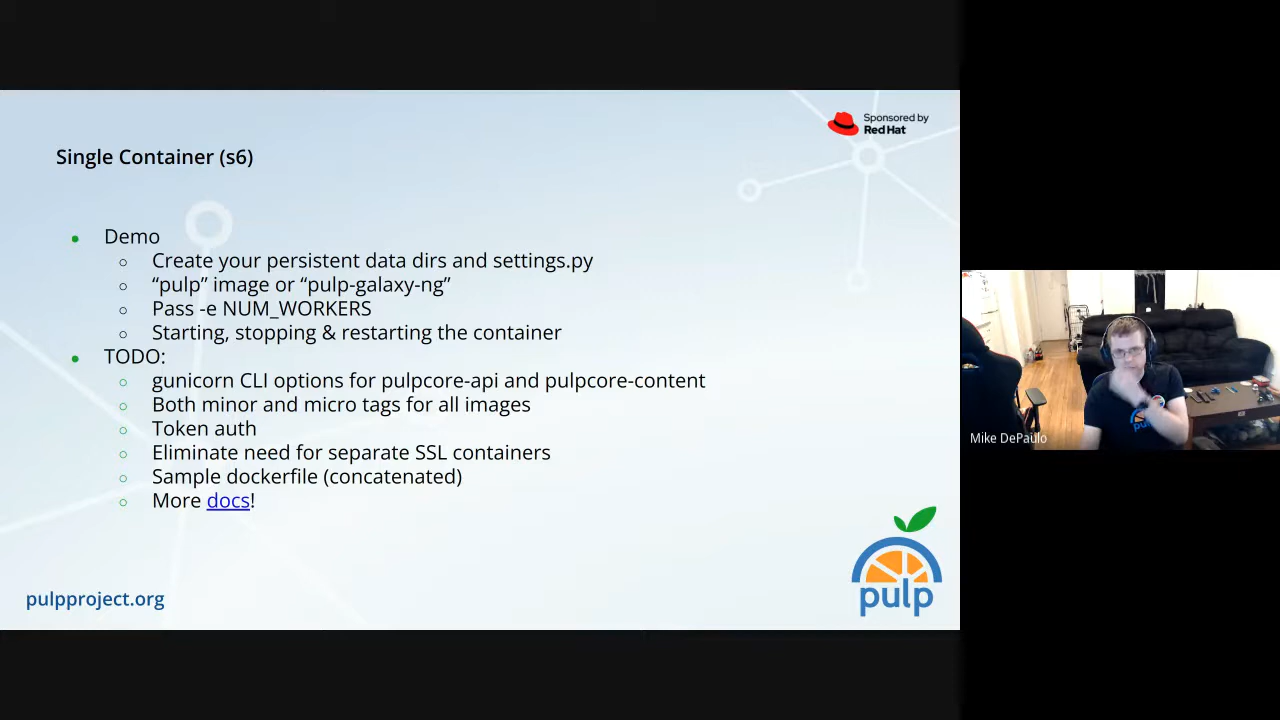 Sponsored by
Red Hat
Single Container (s6)
Demo
Create your persistent data dirs and settings.py
“pulp” image or “pulp-galaxy-ng”
Pass -e NUM_WORKERS
Starting, stopping & restarting the container
TODO:
gunicorn CLI options for pulpcore-api and pulpcore-content
Both minor and micro tags for all images
Token auth
Eliminate need for separate SSL containers
Sample dockerfile (concatenated)
More docs!
pulpproject.org
pulp
Mike DePaulo
pulp